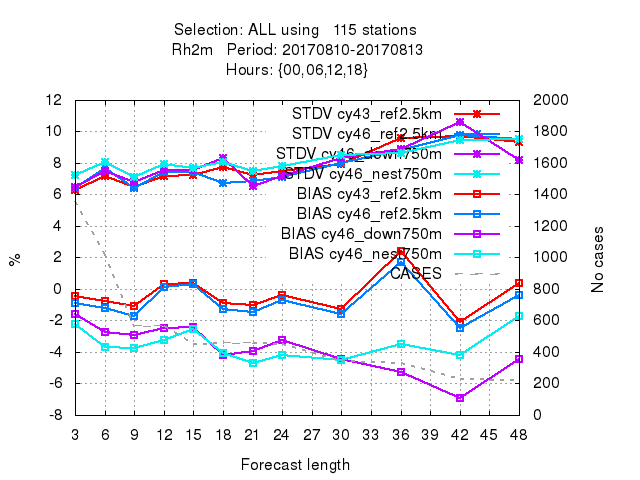 Selection: ALL using 115 stations
Rh2m Period: 20170810-20170813
Hours: {00,06,12,18}
12 2000
10 1800
8 1600
6 1400
4 1200
2 1000
0 800
-2 600
-4 400
-6 200
-8 0
STDV cy43_ref2.5km
STDV cy46_ref2.5km
STDV cy46_down750m
STDV cy46_nest750m
BIAS cy43_ref2.5km
BIAS cy46_ref2.5km
BIAS cy46_down750m
BIAS cy46_nest750m
CASES
%
No cases
3 6 9 12 15 18 21 24 27 30 33 36 39 42 45 48
Forecast length